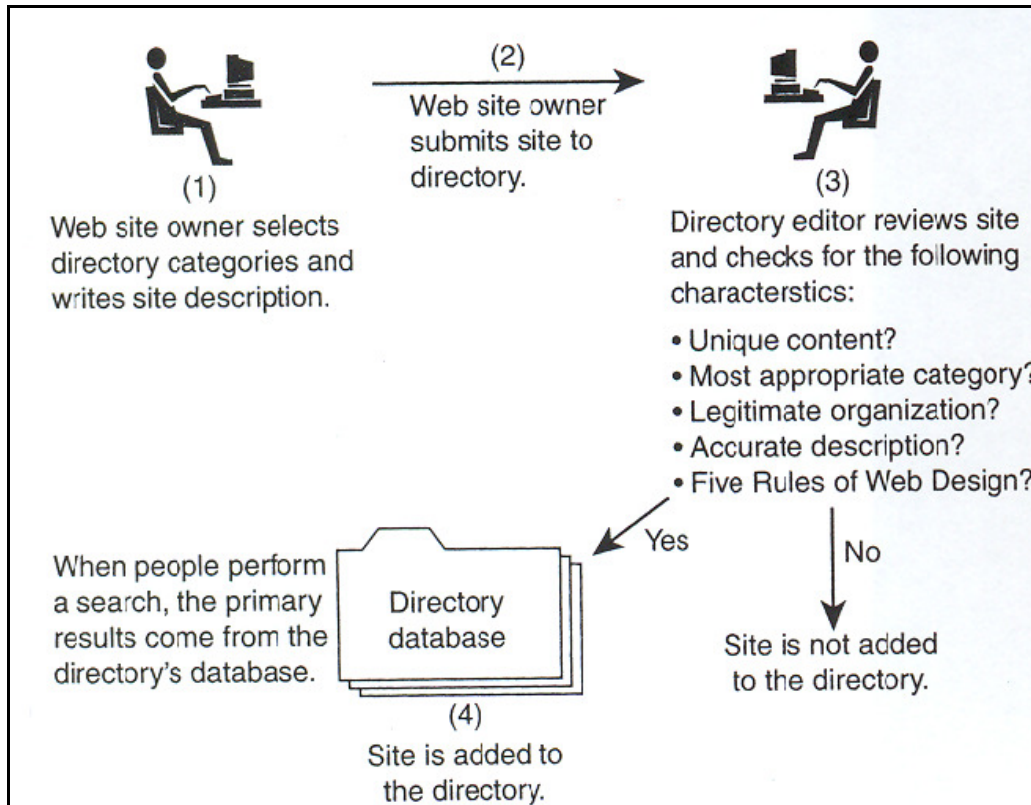 (1)
Web site owner selects
directory categories and
writes site description.
(2)
Web site owner
submits site to
directory.
(3)
Directory editor reviews site
and checks for the following
characterstics:
• Unique content?
• Most appropriate category?
• Legitimate organization?
• Accurate description?
• Five Rules of Web Design?
Yes
No
When people perform
a search, the primary
results come from the
directory's database.
Directory
database
(4)
Site is added to
the directory.
Site is not added
to the directory.